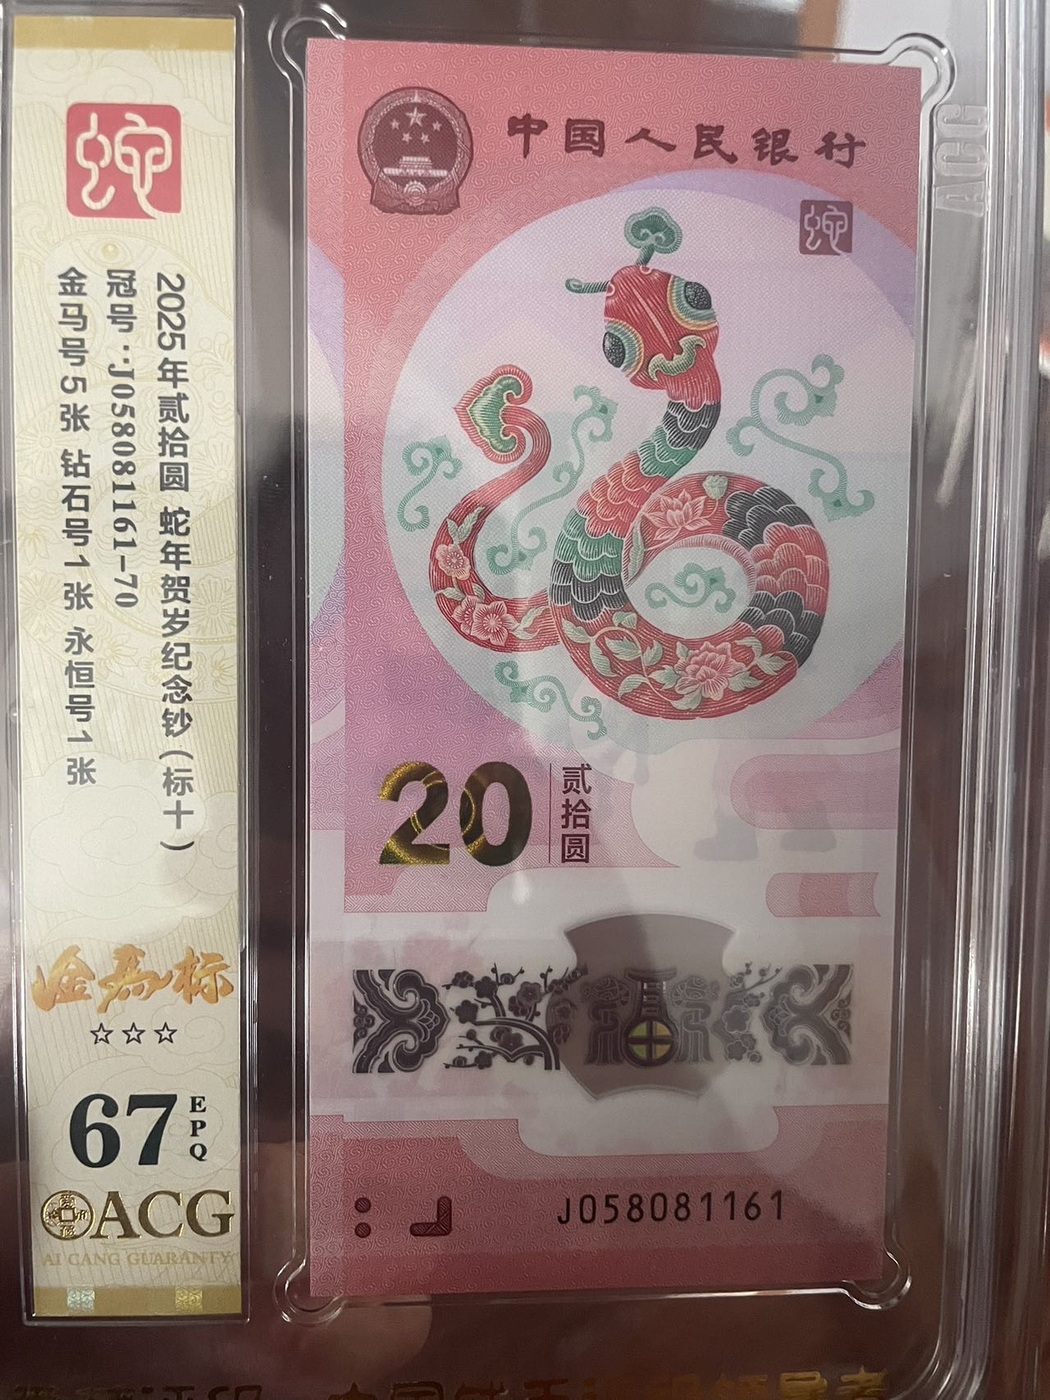 蛇
2025年贰拾圆 蛇年贺岁纪念钞(标十)
冠号:J058081161-70
金马号5张 钻石号1张 永恒号1张
金马标
☆☆☆
67
EPQ
ACG
AI CANG GUARANTY
中国人民银行
蛇
20
贰拾圆
福
J058081161
ACG